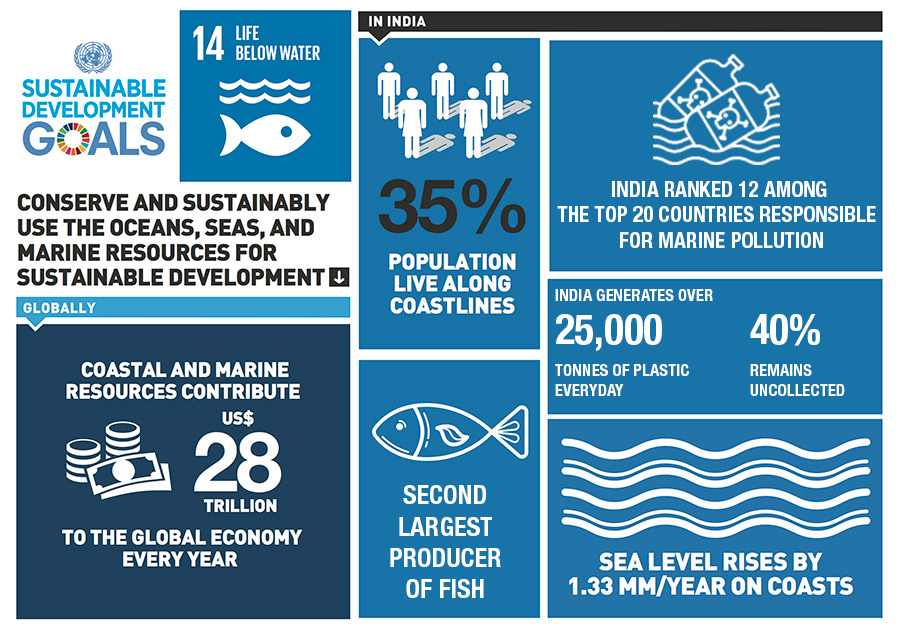 SUSTAINABLE
DEVELOPMENT
GOALS
14 LIFE
BELOW WATER
CONSERVE AND SUSTAINABLY
USE THE OCEANS, SEAS, AND
MARINE RESOURCES FOR
SUSTAINABLE DEVELOPMENT
GLOBALLY
COASTAL AND MARINE
RESOURCES CONTRIBUTE
US$
28
TRILLION
TO THE GLOBAL ECONOMY
EVERY YEAR
IN INDIA
35%
POPULATION
LIVE ALONG
COASTLINES
SECOND
LARGEST
PRODUCER
OF FISH
INDIA RANKED 12 AMONG
THE TOP 20 COUNTRIES RESPONSIBLE
FOR MARINE POLLUTION
INDIA GENERATES OVER
25,000
TONNES OF PLASTIC
EVERYDAY
40%
REMAINS
UNCOLLECTED
SEA LEVEL RISES BY
1.33 MM/YEAR ON COASTS